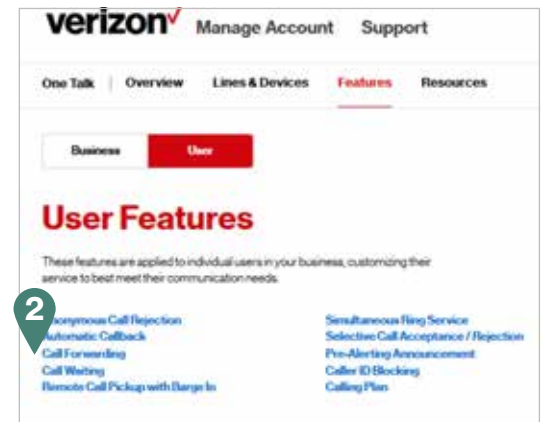 verizon✓ Manage Account Support
One Talk | Overview Lines & Devices Features Resources
Business User
User Features
These features are applied to individual users in your business, customizing their
service to best meet their communication needs.
2
Anonymous Call Rejection
Automatic Callback
Call Forwarding
Call Waiting
Remote Call Pickup with Barge In
Simultaneous Ring Service
Selective Call Acceptance / Rejection
Pre-Alerting Announcement
Caller ID Blocking
Calling Plan